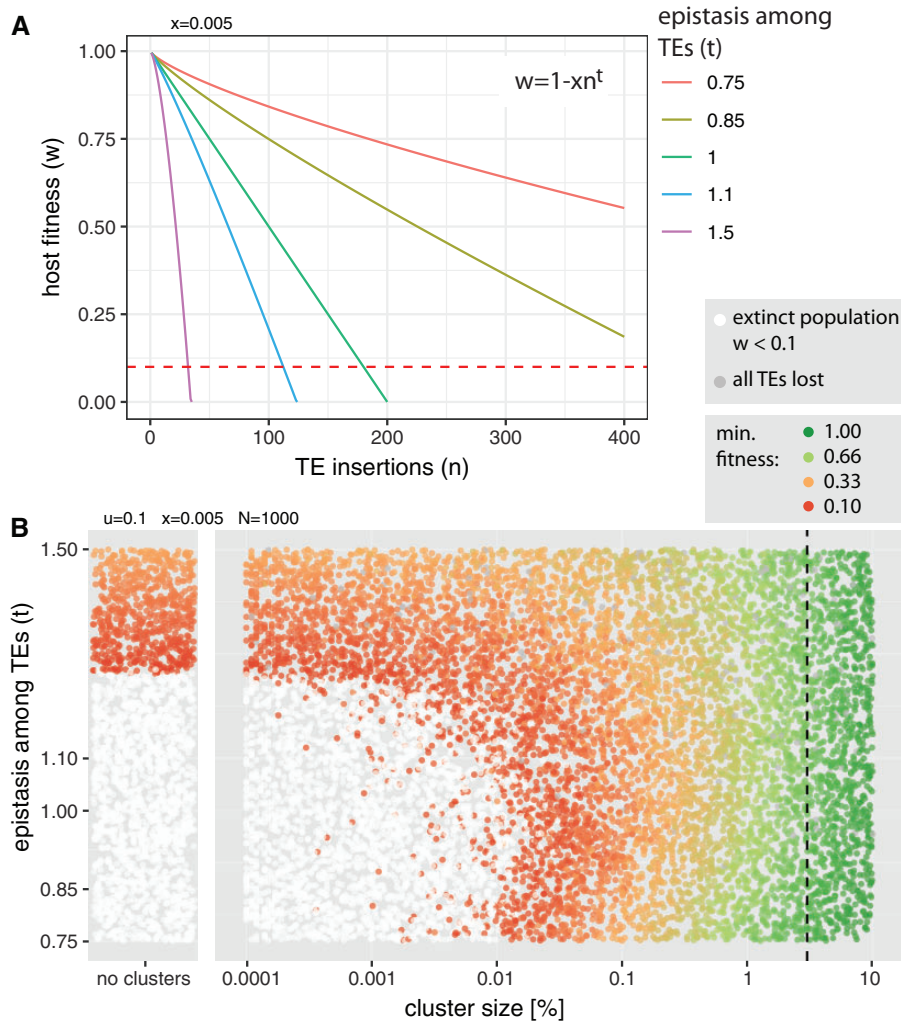 A
x=0.005
w=1-xnᵗ
1.00
0.75
0.50
0.25
0.00
host fitness (w)
0
100
200
300
400
TE insertions (n)
epistasis among
TEs (t)
0.75
0.85
1
1.1
1.5
extinct population
w < 0.1
all TEs lost
min.
fitness:
1.00
0.66
0.33
0.10
B
u=0.1 x=0.005 N=1000
1.50
1.10
1.00
0.85
0.75
epistasis among TEs (t)
no clusters
0.0001
0.001
0.01
0.1
1
10
cluster size [%]